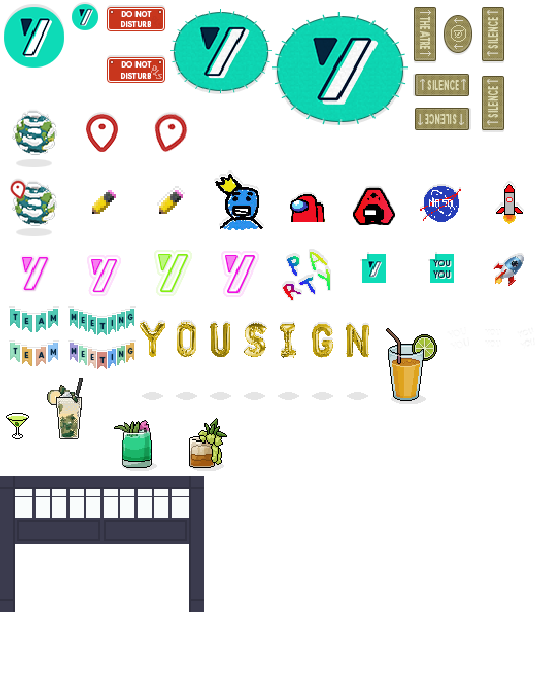 DO NOT
DISTURB
DO NOT
DISTURB
THEATRE
SILENCE
SILENCE
SILENCE
SILENCE
NASA
PA
RTY
YOU
YOU
TEAM MEETING
TEAM MEETING
YOUSIGN